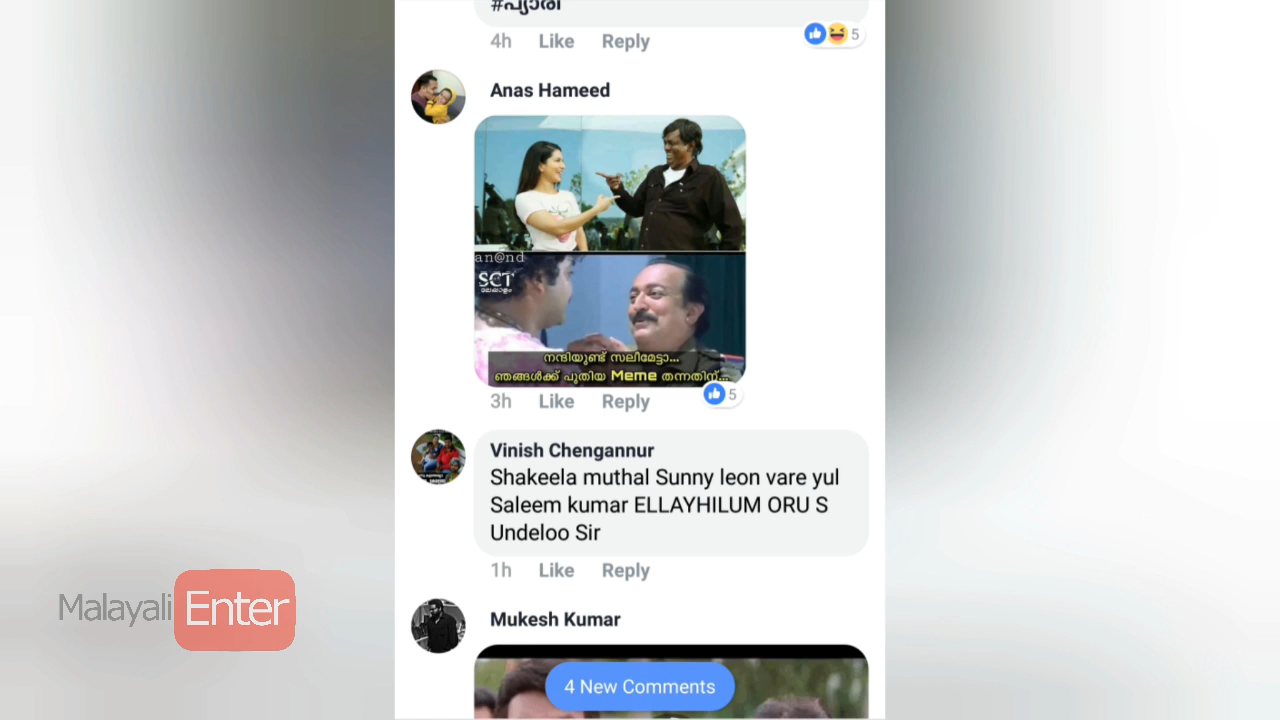 #പ്യാരി
4h Like Reply 5
Anas Hameed
an@nd
SCT
മലയാളം
നന്ദിയുണ്ട് സലീമേട്ടാ...
ഞങ്ങൾക്ക് പുതിയ Meme തന്നതിന്...
3h Like Reply 5
Vinish Chengannur
Shakeela muthal Sunny leon vare yul
Saleem kumar ELLAYHILUM ORU S
Undeloo Sir
1h Like Reply
Malayali Enter
Mukesh Kumar
4 New Comments